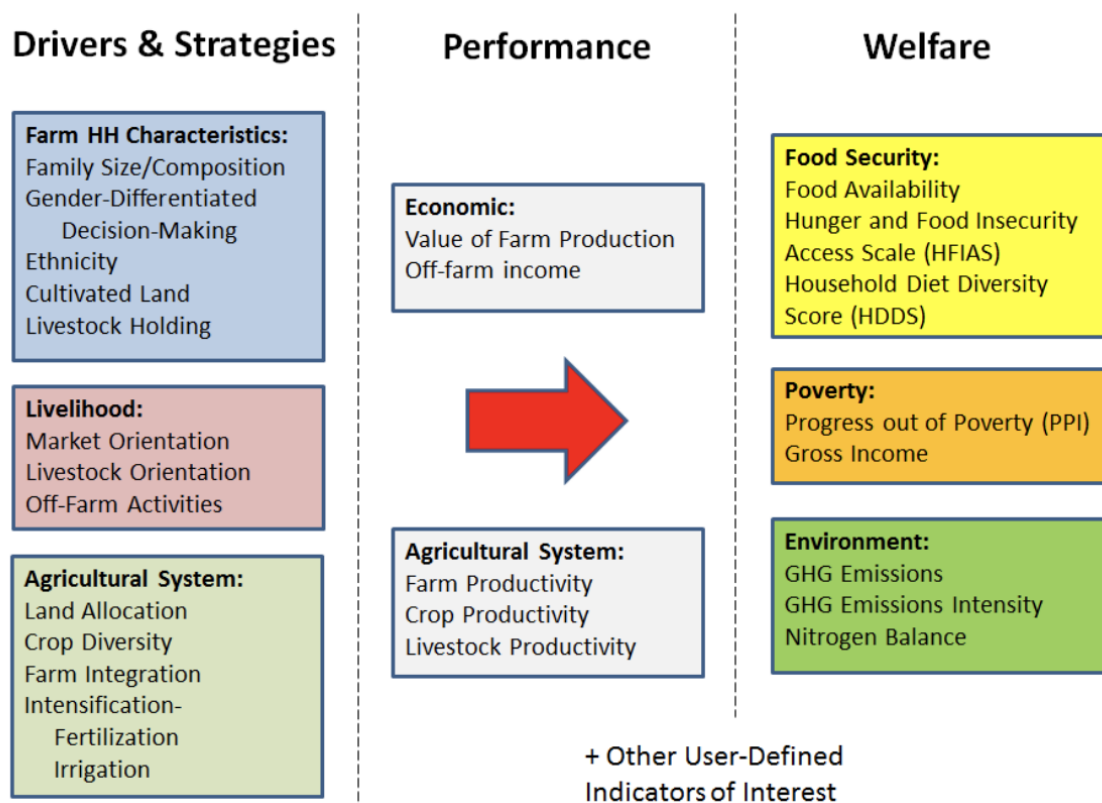 Drivers & Strategies
Farm HH Characteristics:
Family Size/Composition
Gender-Differentiated
Decision-Making
Ethnicity
Cultivated Land
Livestock Holding
Livelihood:
Market Orientation
Livestock Orientation
Off-Farm Activities
Agricultural System:
Land Allocation
Crop Diversity
Farm Integration
Intensification-
Fertilization
Irrigation
Performance
Economic:
Value of Farm Production
Off-farm income
Agricultural System:
Farm Productivity
Crop Productivity
Livestock Productivity
Welfare
Food Security:
Food Availability
Hunger and Food Insecurity
Access Scale (HFIAS)
Household Diet Diversity
Score (HDDS)
Poverty:
Progress out of Poverty (PPI)
Gross Income
Environment:
GHG Emissions
GHG Emissions Intensity
Nitrogen Balance
+ Other User-Defined
Indicators of Interest